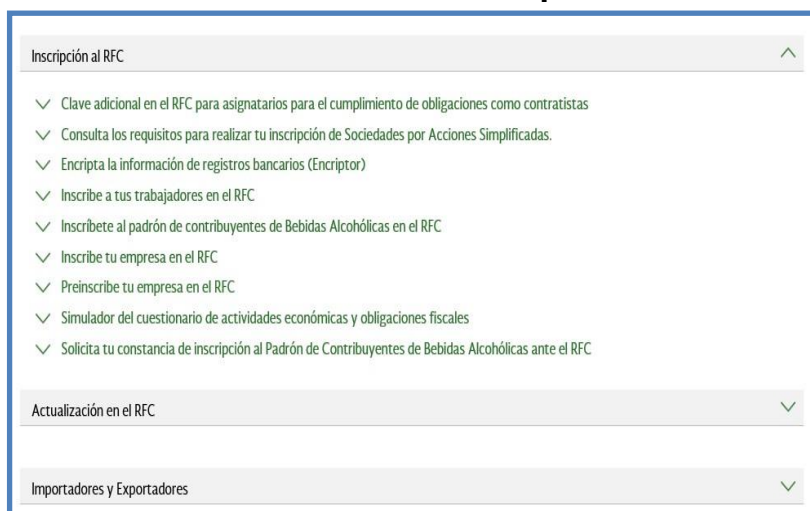 Inscripción al RFC
Clave adicional en el RFC para asignatarios para el cumplimiento de obligaciones como contratistas
Consulta los requisitos para realizar tu inscripción de Sociedades por Acciones Simplificadas.
Encripta la información de registros bancarios (Encriptor)
Inscribe a tus trabajadores en el RFC
Inscríbete al padrón de contribuyentes de Bebidas Alcohólicas en el RFC
Inscribe tu empresa en el RFC
Preinscribe tu empresa en el RFC
Simulador del cuestionario de actividades económicas y obligaciones fiscales
Solicita tu constancia de inscripción al Padrón de Contribuyentes de Bebidas Alcohólicas ante el RFC
Actualización en el RFC
Importadores y Exportadores